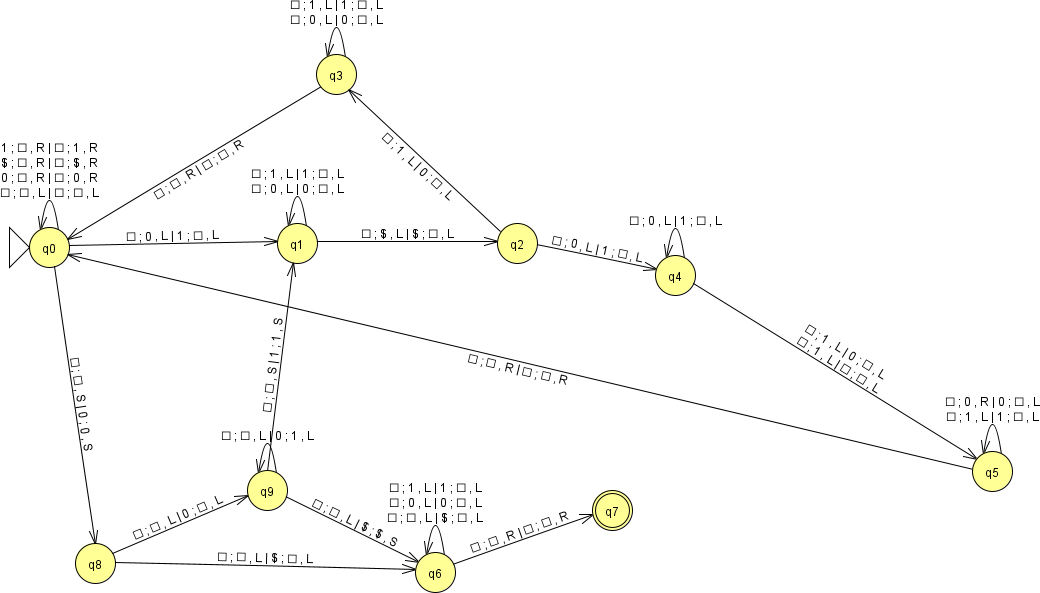 □;1,L|1;□,L
□;0,L|0;□,L
q3
1;□,R|□;1,R
$;□,R|□;$,R
0;□,R|□;0,R
□;□,L|□;□,L
□;□,R|□;□,R
□;1,L|0;□,L
□;1,L|1;□,L
□;0,L|0;□,L
□;0,L|1;□,L
q0
□;0,L|1;□,L
q1
□;$,L|$;□,L
q2
□;0,L|1;□,L
q4
□;□,S|1;1,S
□;□,R|□;□,R
□;1,L|0;□,L
□;1,L|□;□,L
□;□,S|0;0,S
□;0,R|0;□,L
□;1,L|1;□,L
q5
□;□,L|0;1,L
q9
□;□,L|0;□,L
□;□,L|$;$,S
□;1,L|1;□,L
□;0,L|0;□,L
□;□,L|$;□,L
q7
□;□,R|□;□,R
q8
□;□,L|$;□,L
q6